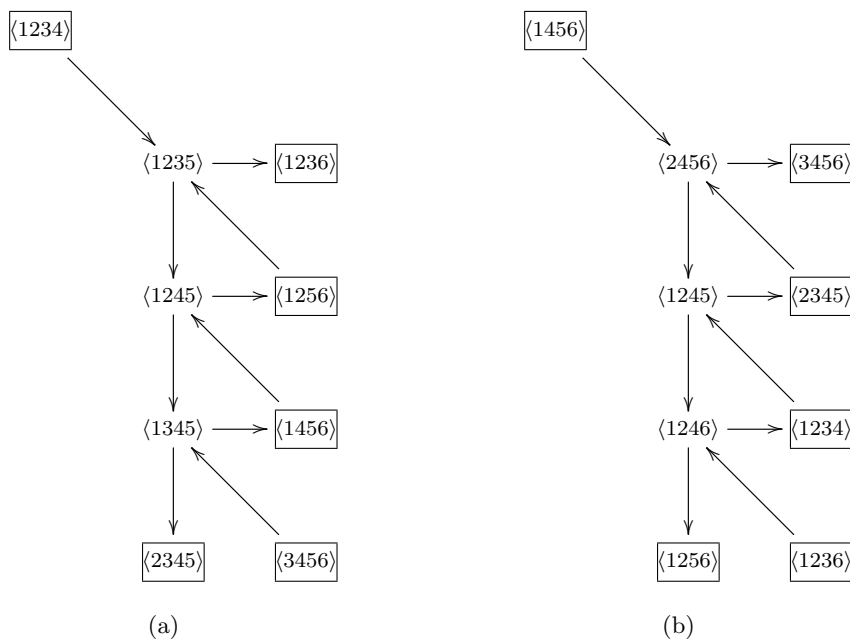 ⟨1234⟩ ⟨1456⟩
⟨1235⟩ ⟨1236⟩ ⟨2456⟩ ⟨3456⟩
⟨1245⟩ ⟨1256⟩ ⟨1245⟩ ⟨2345⟩
⟨1345⟩ ⟨1456⟩ ⟨1246⟩ ⟨1234⟩
⟨2345⟩ ⟨3456⟩ ⟨1256⟩ ⟨1236⟩
(a) (b)